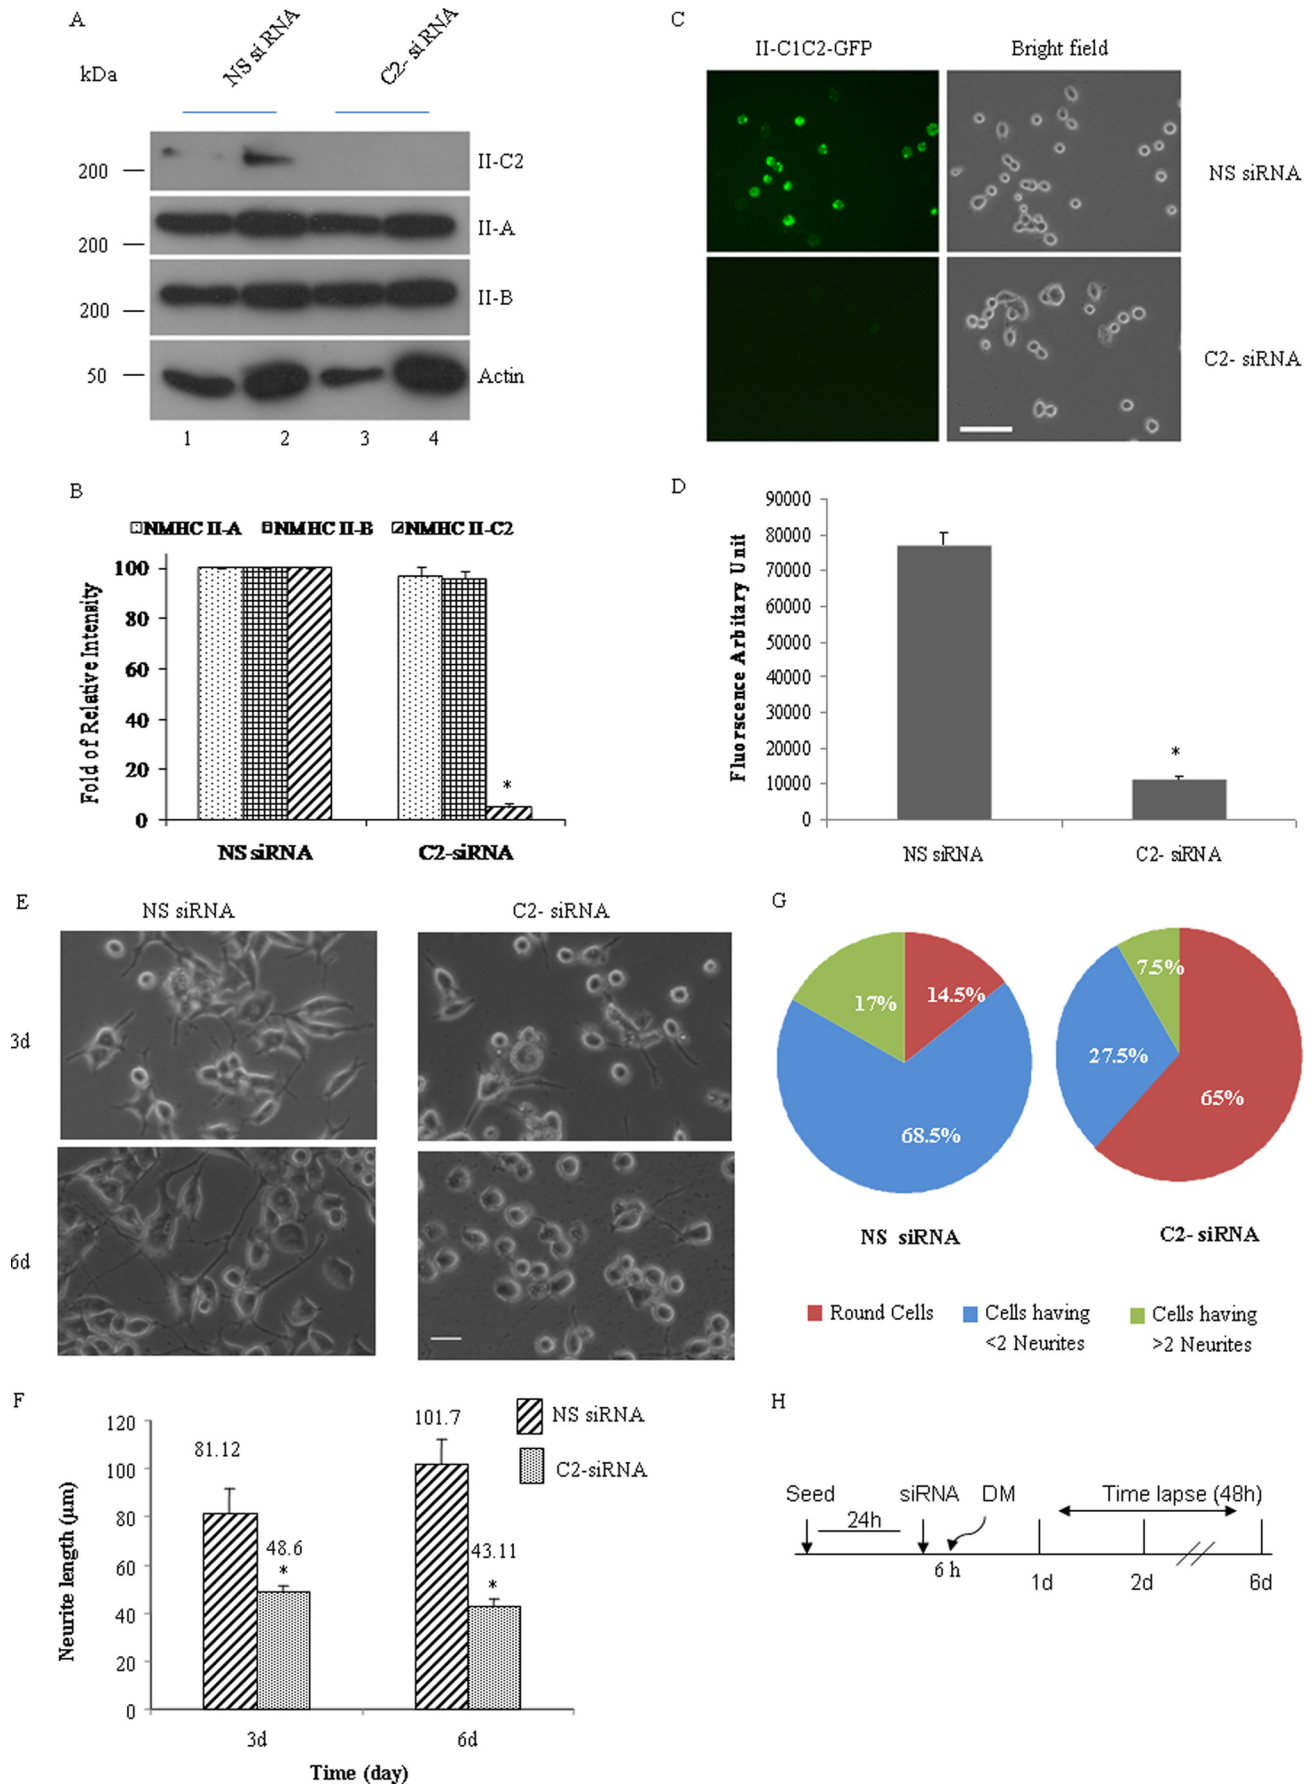 A
NS si RNA
C2- si RNA
kDa
200
II-C2
200
II-A
200
II-B
50
Actin
1 2 3 4
B
NMHC II-A NMHC II-B NMHC II-C2
Fold of Relative Intensity
100
80
60
40
20
0
*
NS siRNA C2-siRNA
C
II-C1C2-GFP Bright field
NS siRNA
C2- siRNA
D
Fluorescence Arbitary Unit
90000
80000
70000
60000
50000
40000
30000
20000
10000
0
*
NS siRNA C2- siRNA
E
NS siRNA C2- siRNA
3d
6d
G
17% 14.5%
68.5%
7.5%
27.5%
65%
NS siRNA C2- siRNA
Round Cells
Cells having
<2 Neurites
Cells having
>2 Neurites
F
NS siRNA
C2-siRNA
Neurite length (µm)
120
100
80
60
40
20
0
81.12
48.6
*
101.7
43.11
*
3d 6d
Time (day)
H
Seed siRNA DM Time lapse (48h)
24h
6 h
1d 2d 6d